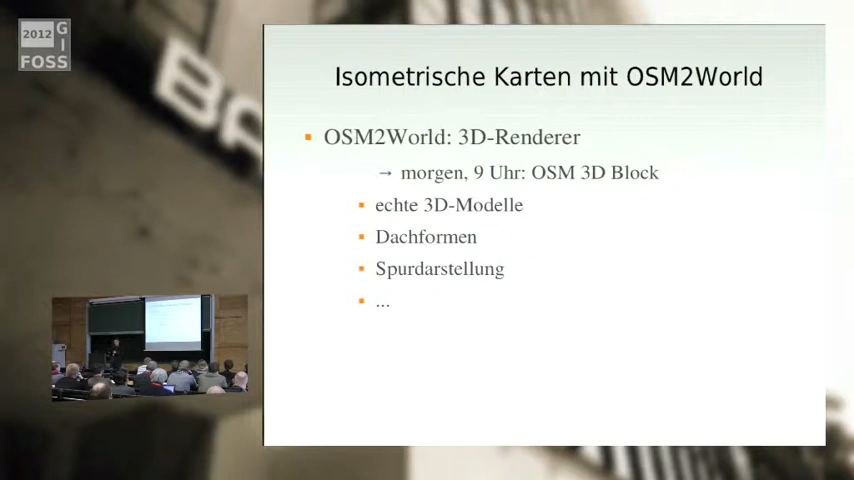 2012
G
I
FOSS
BA
Isometrische Karten mit OSM2World
OSM2World: 3D-Renderer
→ morgen, 9 Uhr: OSM 3D Block
echte 3D-Modelle
Dachformen
Spurdarstellung
...